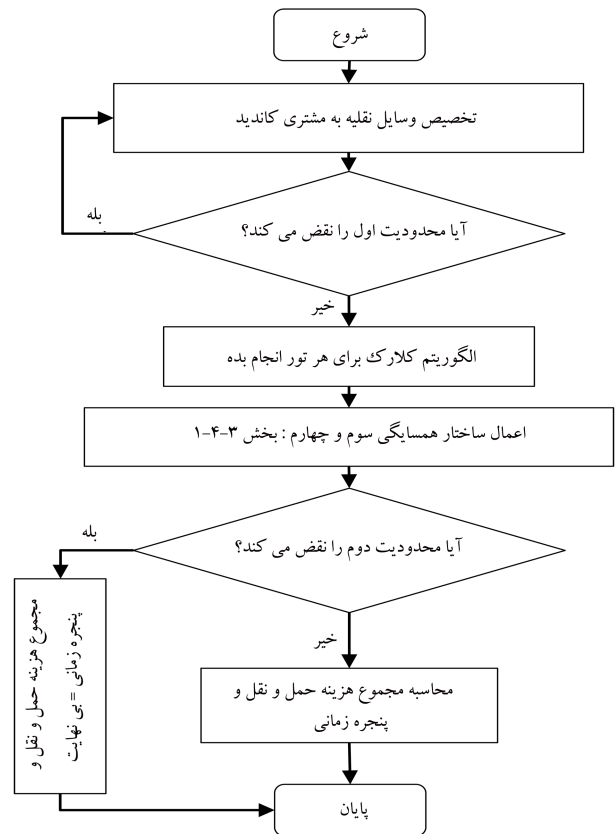 شروع
تخصیص وسایل نقلیه به مشتری کاندید
بله
آیا محدودیت اول را نقض می کند؟
خیر
الگوریتم کلارک برای هر تور انجام بده
اعمال ساختار همسایگی سوم و چهارم : بخش ۳-۴-۱
بله
آیا محدودیت دوم را نقض می کند؟
خیر
مجموع هزینه حمل و نقل و
پنجره زمانی = بی نهایت
محاسبه مجموع هزینه حمل و نقل و
پنجره زمانی
پایان